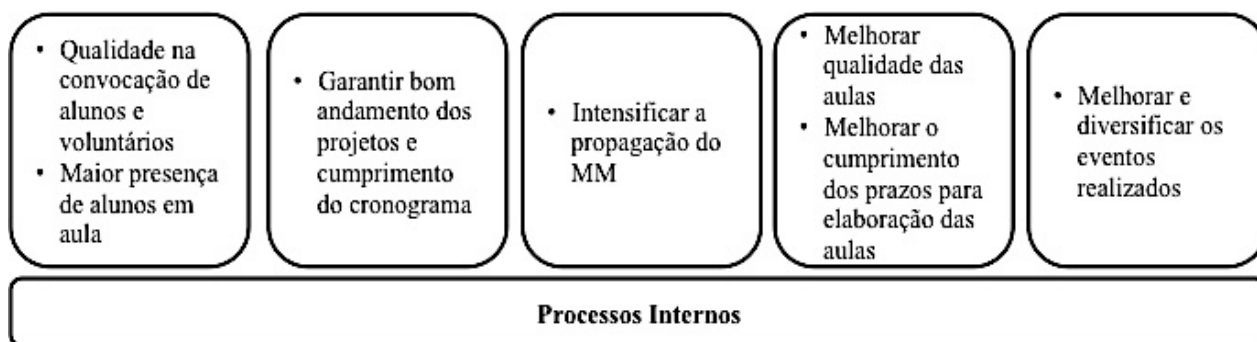 • Qualidade na
convocação de
alunos e
voluntários
• Maior presença
de alunos em
aula
• Garantir bom
andamento dos
projetos e
cumprimento
do cronograma
• Intensificar a
propagação do
MM
• Melhorar
qualidade das
aulas
• Melhorar o
cumprimento
dos prazos para
elaboração das
aulas
• Melhorar e
diversificar os
eventos
realizados
Processos Internos